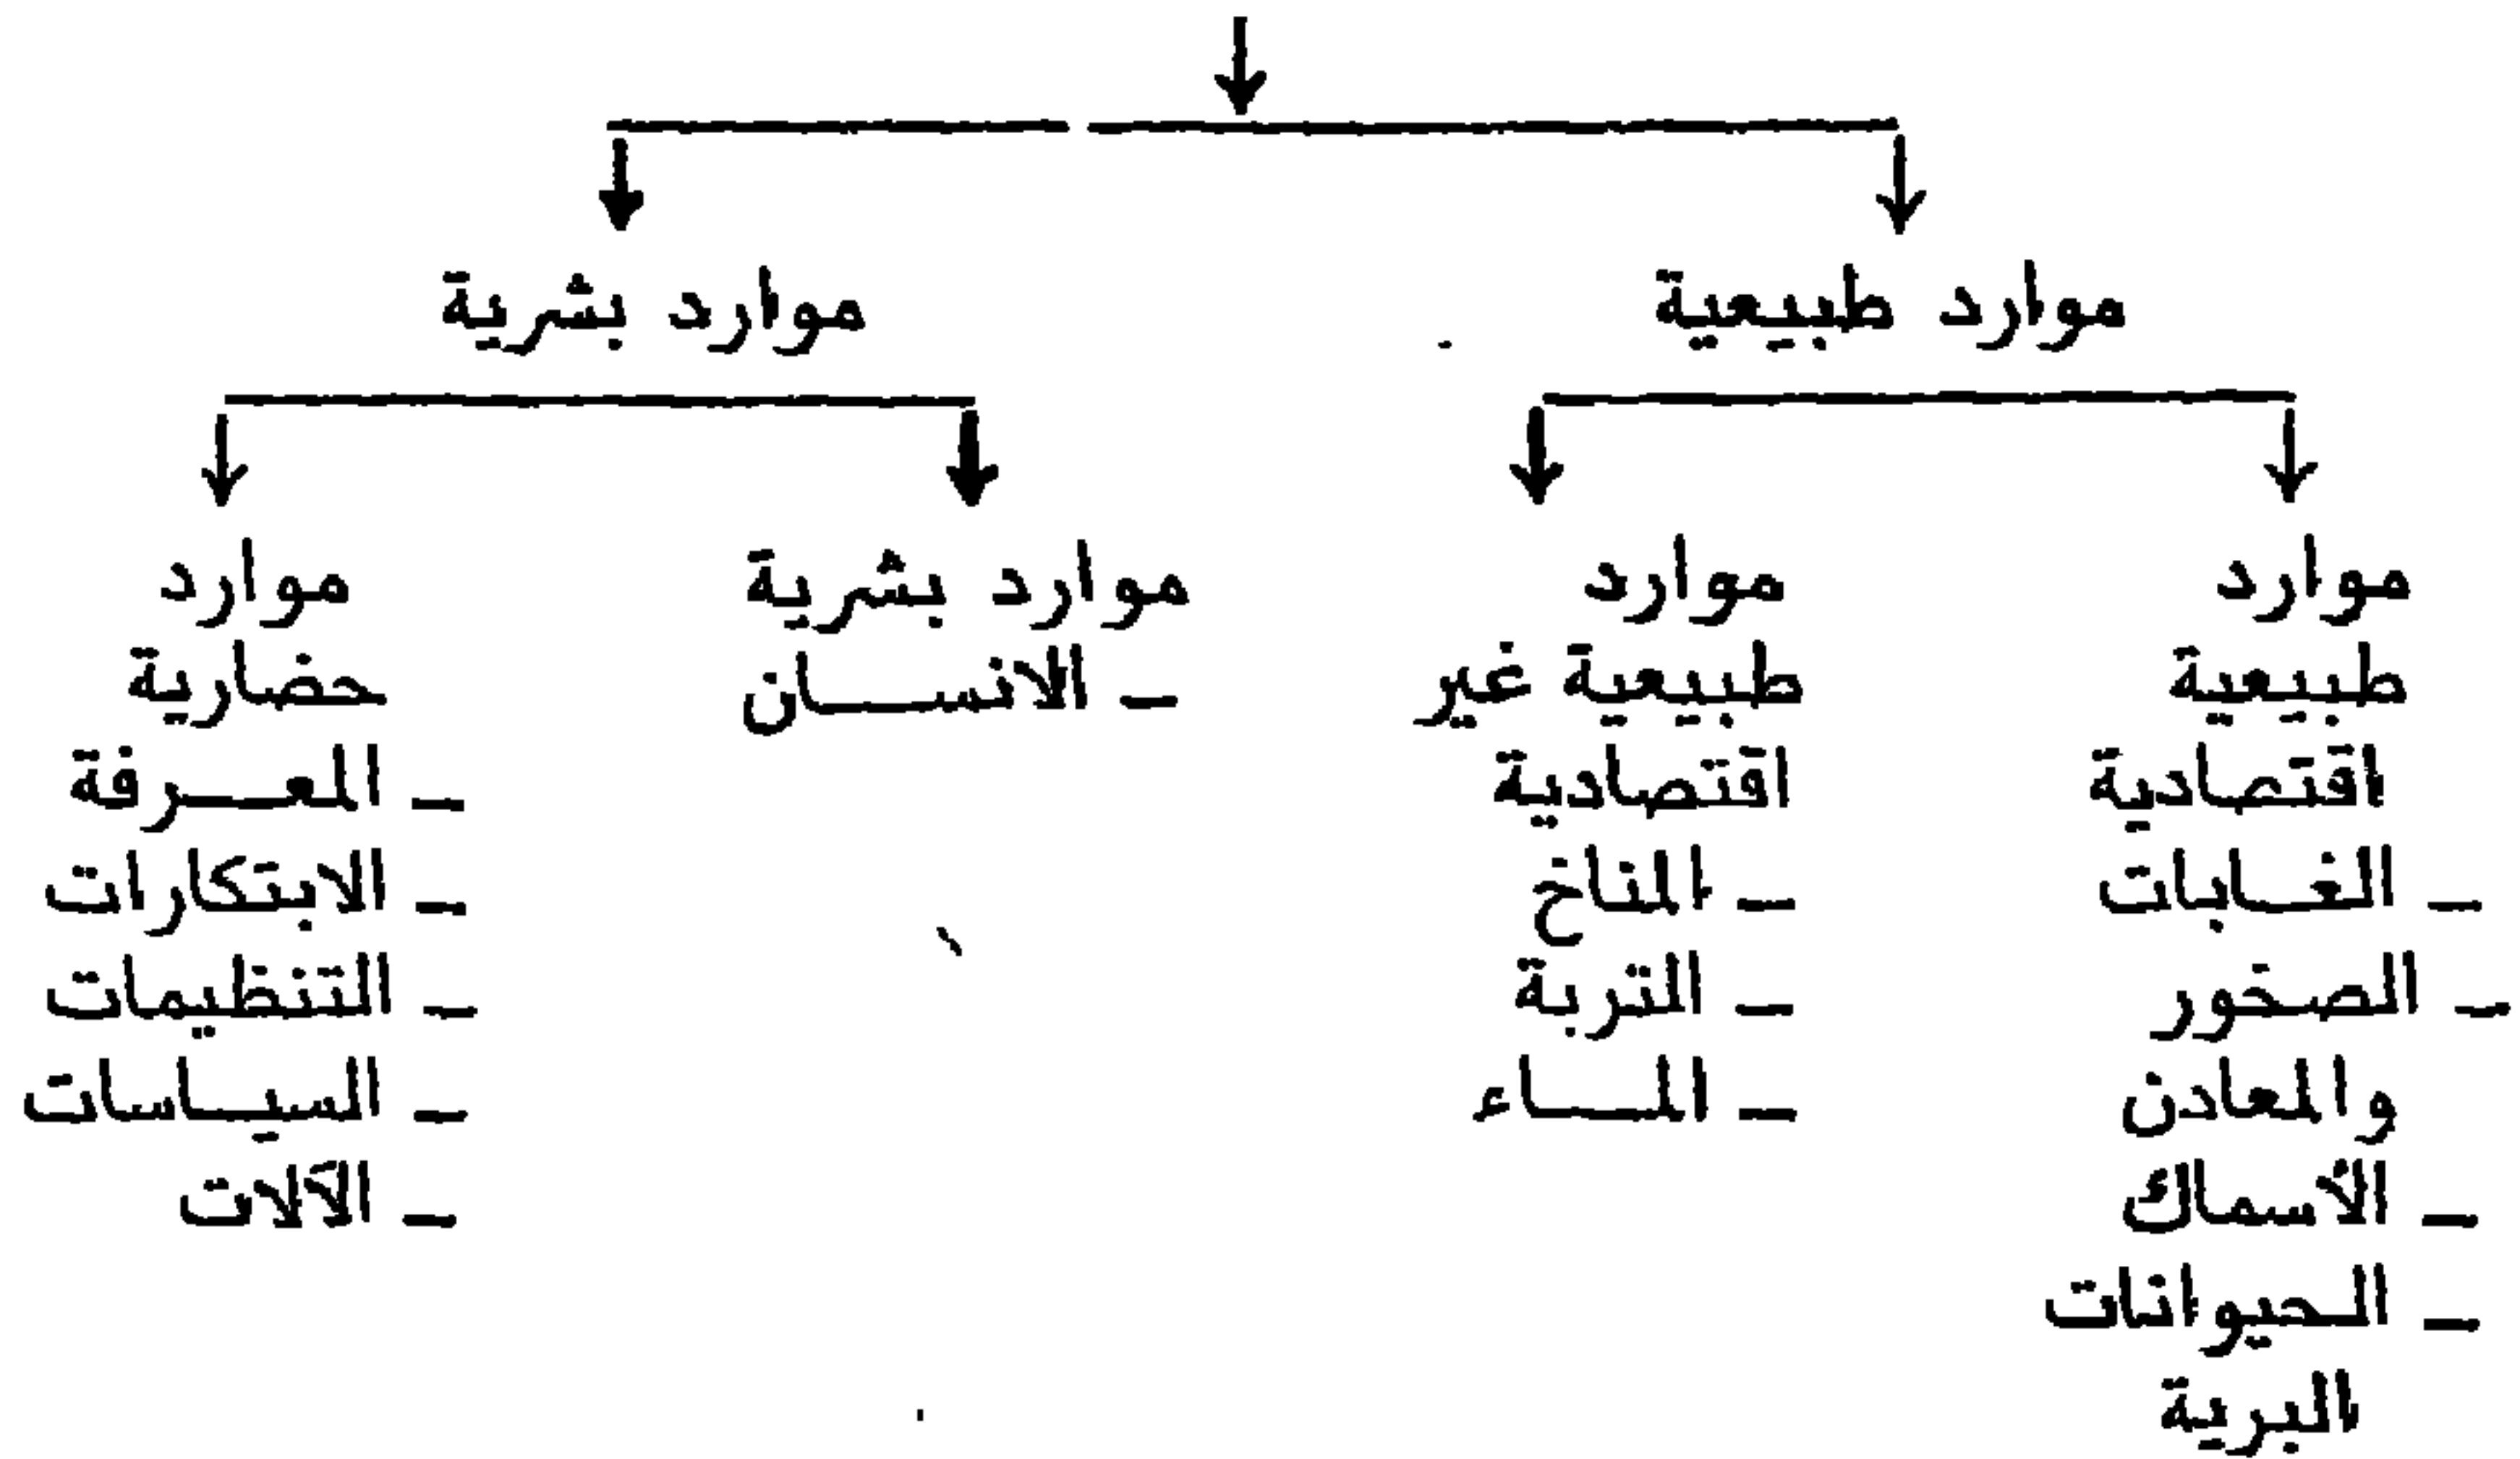 موارد طبيعية
موارد بشرية
موارد
طبيعية
اقتصادية
– الغابات
– الصخور
والمعادن
– الأسماك
– الحيوانات
البرية
موارد
طبيعية غير
اقتصادية
– المناخ
– التربة
– الماء
موارد بشرية
– الانسان
موارد
حضارية
– المعرفة
– الابتكارات
– التنظيمات
– السياسات
– الآلات